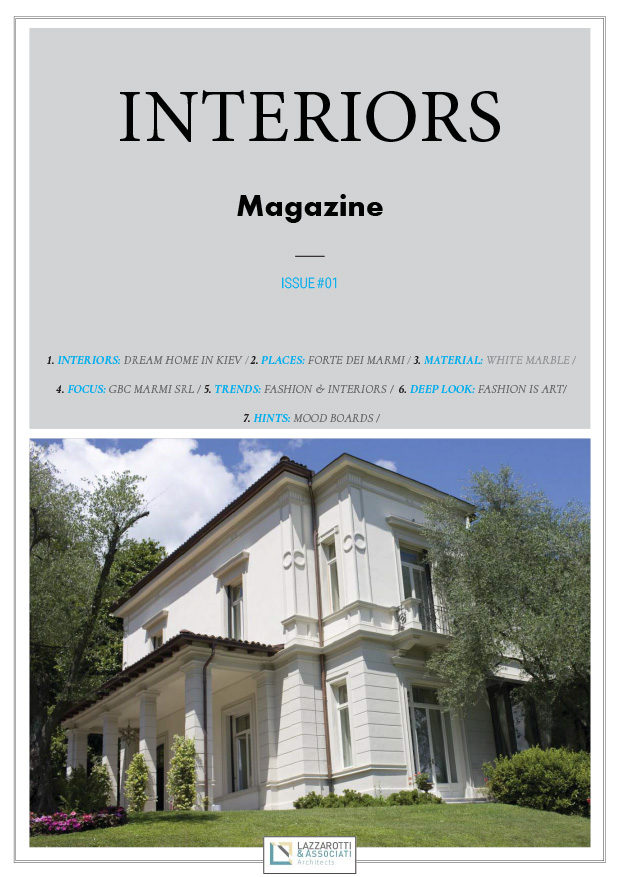 INTERIORS
Magazine
ISSUE #01
1. INTERIORS: DREAM HOME IN KIEV / 2. PLACES: FORTE DEI MARMI / 3. MATERIAL: WHITE MARBLE /
4. FOCUS: GBC MARMI SRL / 5. TRENDS: FASHION & INTERIORS / 6. DEEP LOOK: FASHION IS ART/
7. HINTS: MOOD BOARDS /
LAZZAROTTI
& ASSOCIATI
Architects